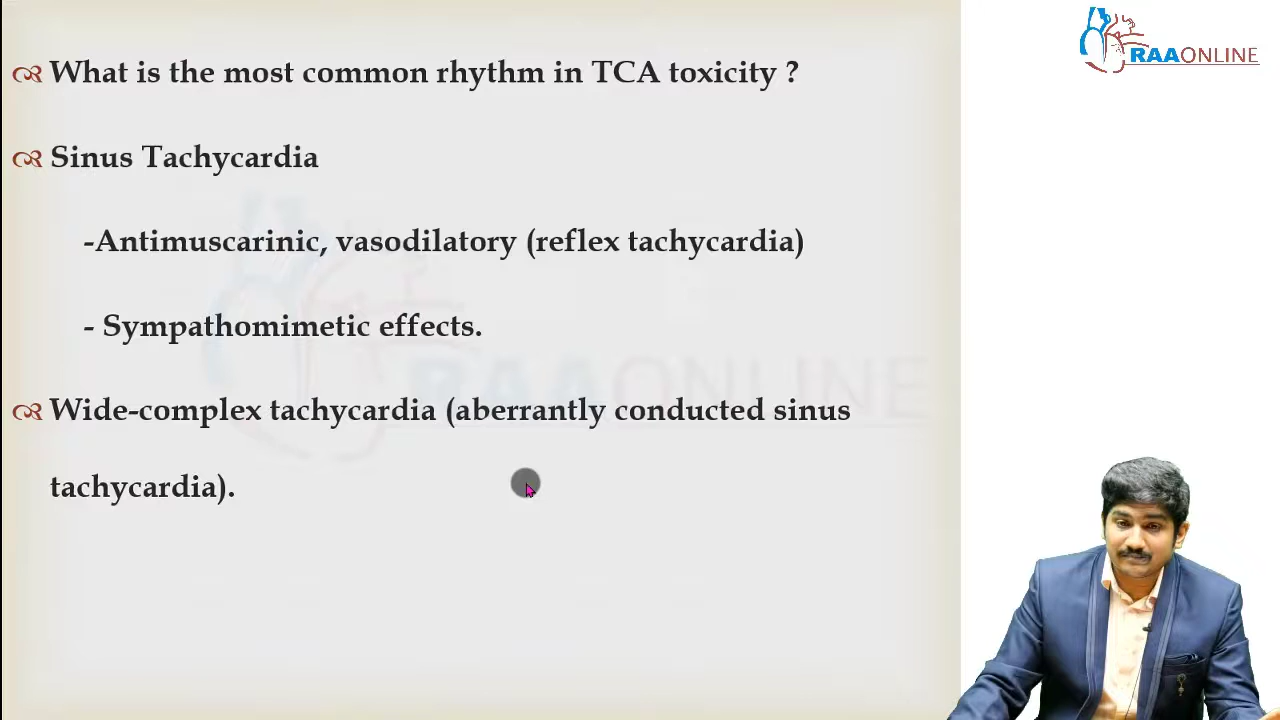 RAAONLINE
What is the most common rhythm in TCA toxicity ?
Sinus Tachycardia
-Antimuscarinic, vasodilatory (reflex tachycardia)
- Sympathomimetic effects.
RAAONLINE
Wide-complex tachycardia (aberrantly conducted sinus
tachycardia).